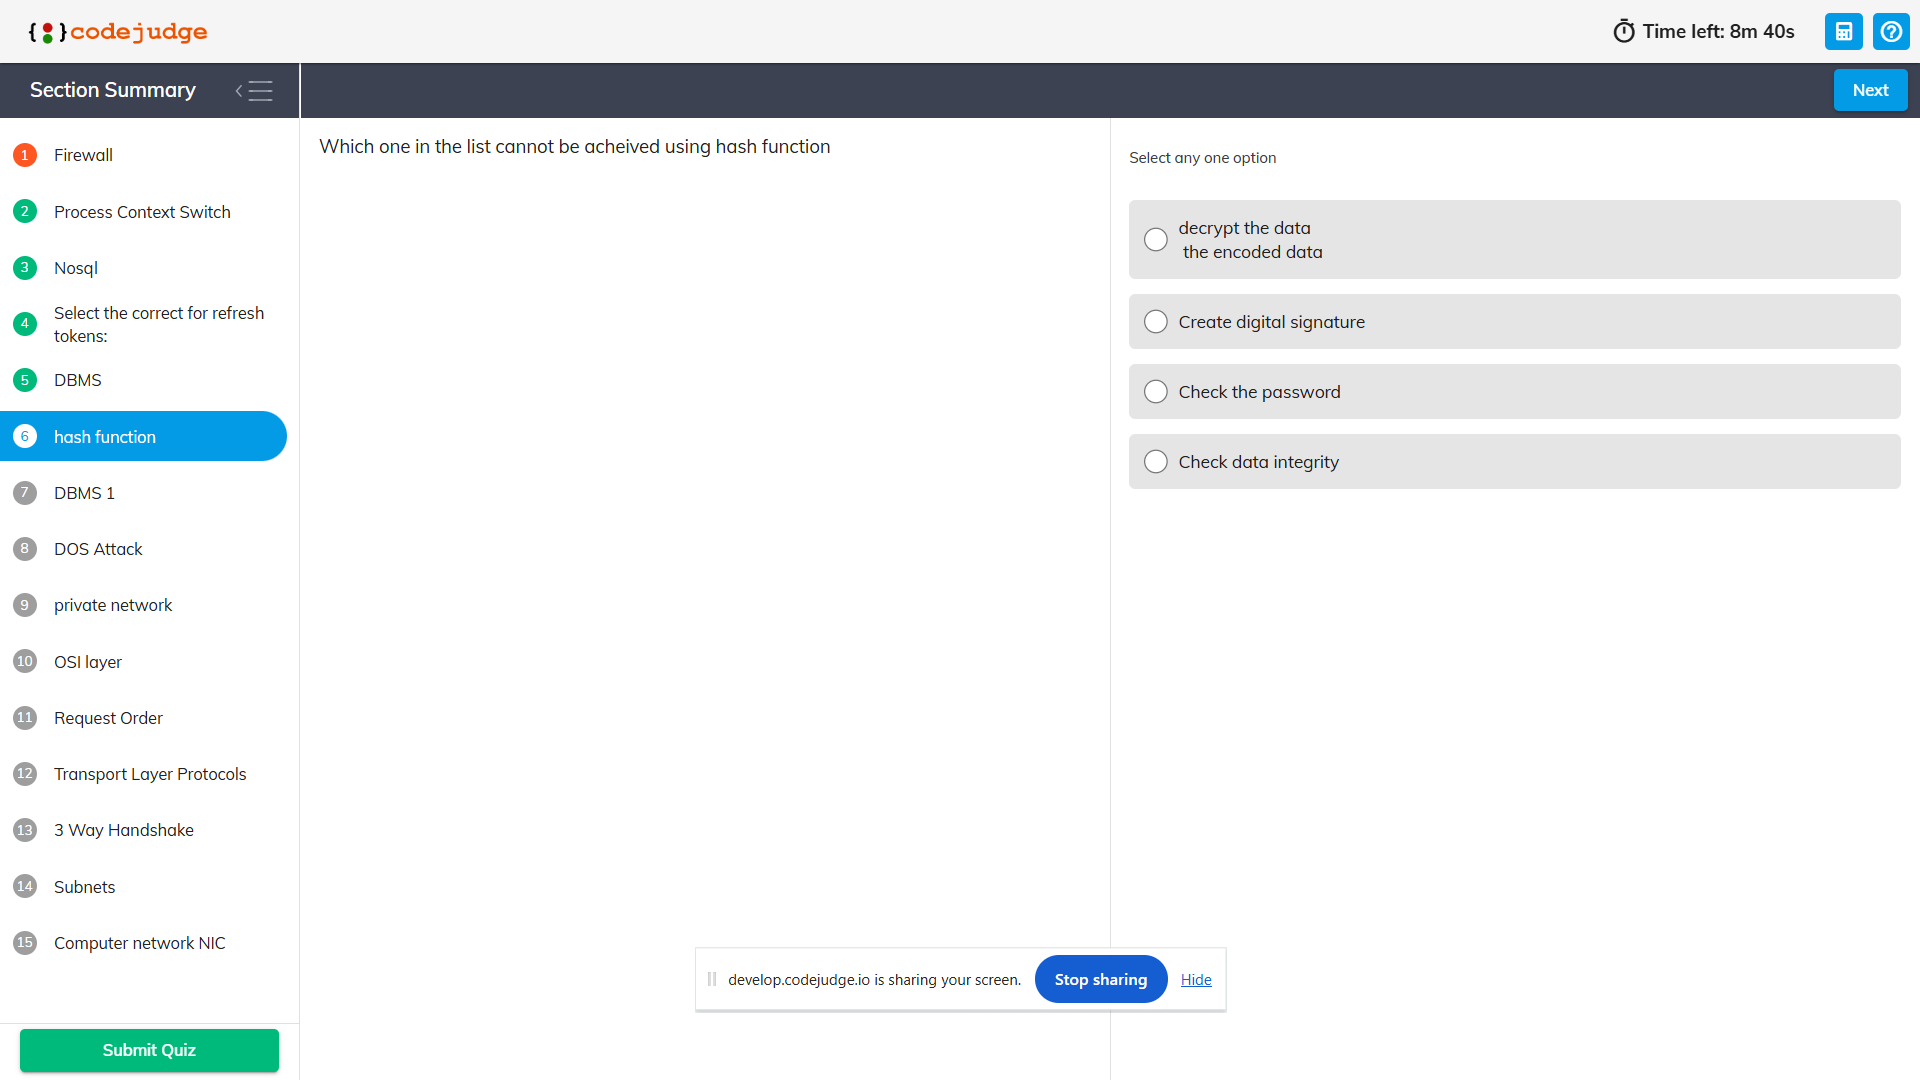 { } codejudge
Time left: 8m 40s
Section Summary
Next
1 Firewall
2 Process Context Switch
3 Nosql
4 Select the correct for refresh
tokens:
5 DBMS
6 hash function
7 DBMS 1
8 DOS Attack
9 private network
10 OSI layer
11 Request Order
12 Transport Layer Protocols
13 3 Way Handshake
14 Subnets
15 Computer network NIC
Submit Quiz
Which one in the list cannot be acheived using hash function
Select any one option
decrypt the data
the encoded data
Create digital signature
Check the password
Check data integrity
develop.codejudge.io is sharing your screen.
Stop sharing
Hide